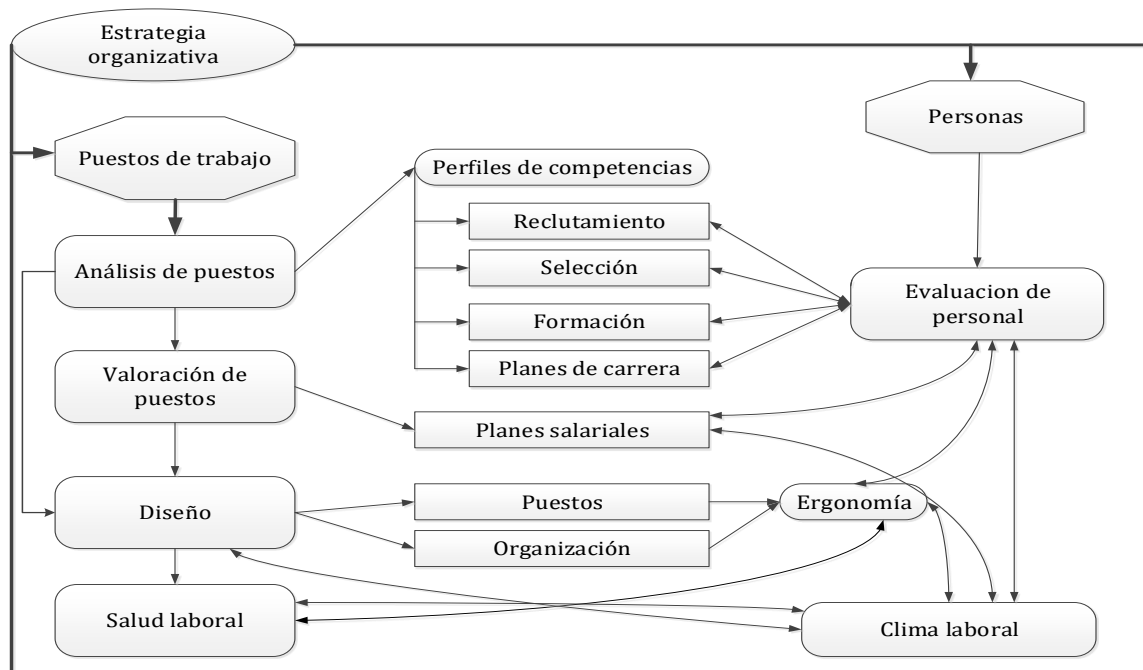 Estrategia
organizativa
Personas
Puestos de trabajo
Perfiles de competencias
Reclutamiento
Análisis de puestos
Selección
Evaluacion de
personal
Formación
Valoración de
puestos
Planes de carrera
Planes salariales
Diseño
Puestos
Ergonomía
Organización
Salud laboral
Clima laboral